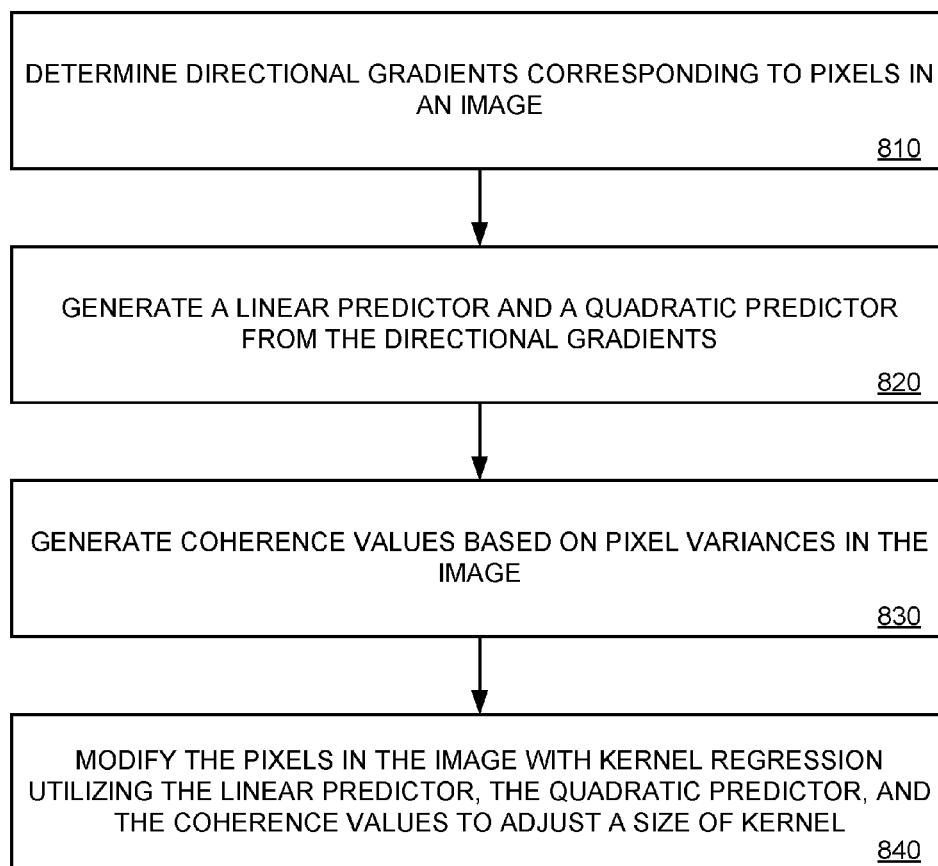 DETERMINE DIRECTIONAL GRADIENTS CORRESPONDING TO PIXELS IN
AN IMAGE
810
GENERATE A LINEAR PREDICTOR AND A QUADRATIC PREDICTOR
FROM THE DIRECTIONAL GRADIENTS
820
GENERATE COHERENCE VALUES BASED ON PIXEL VARIANCES IN THE
IMAGE
830
MODIFY THE PIXELS IN THE IMAGE WITH KERNEL REGRESSION
UTILIZING THE LINEAR PREDICTOR, THE QUADRATIC PREDICTOR, AND
THE COHERENCE VALUES TO ADJUST A SIZE OF KERNEL
840